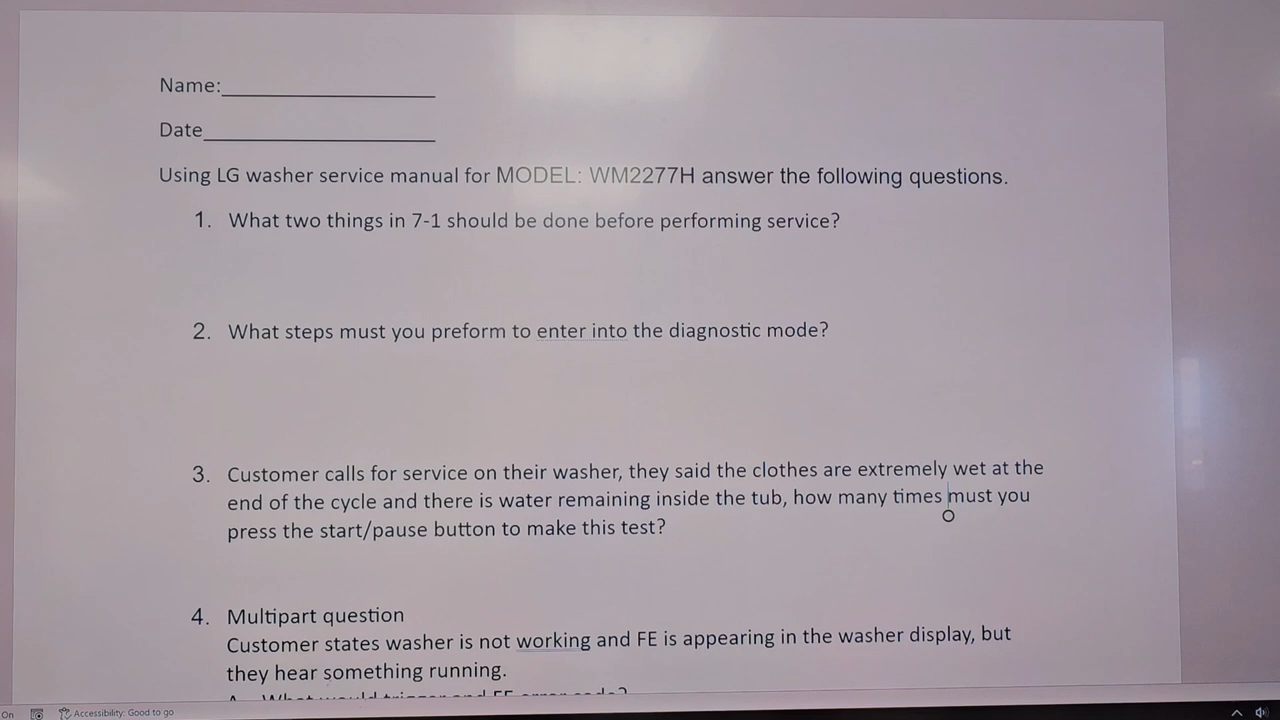 Name:____________________
Date______________________
Using LG washer service manual for MODEL: WM2277H answer the following questions.
1. What two things in 7-1 should be done before performing service?
2. What steps must you preform to enter into the diagnostic mode?
3. Customer calls for service on their washer, they said the clothes are extremely wet at the
end of the cycle and there is water remaining inside the tub, how many times must you
press the start/pause button to make this test?
4. Multipart question
Customer states washer is not working and FE is appearing in the washer display, but
they hear something running.
On
Accessibility: Good to go